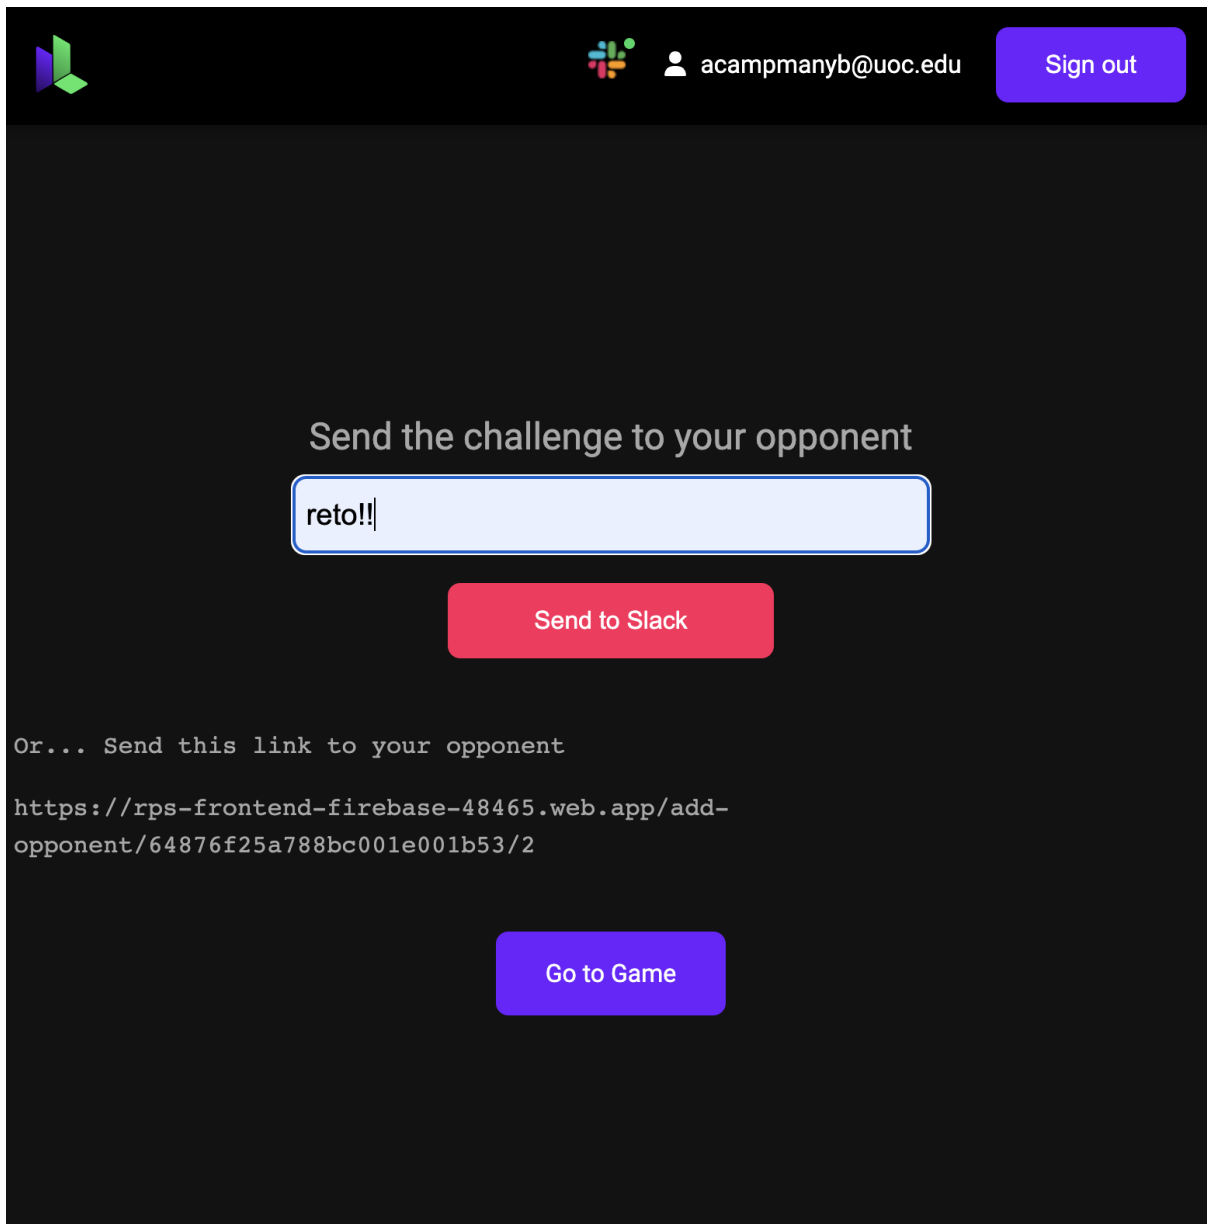 acampmanyb@uoc.edu
Sign out
Send the challenge to your opponent
reto!!
Send to Slack
Or... Send this link to your opponent
https://rps-frontend-firebase-48465.web.app/add-
opponent/64876f25a788bc001e001b53/2
Go to Game